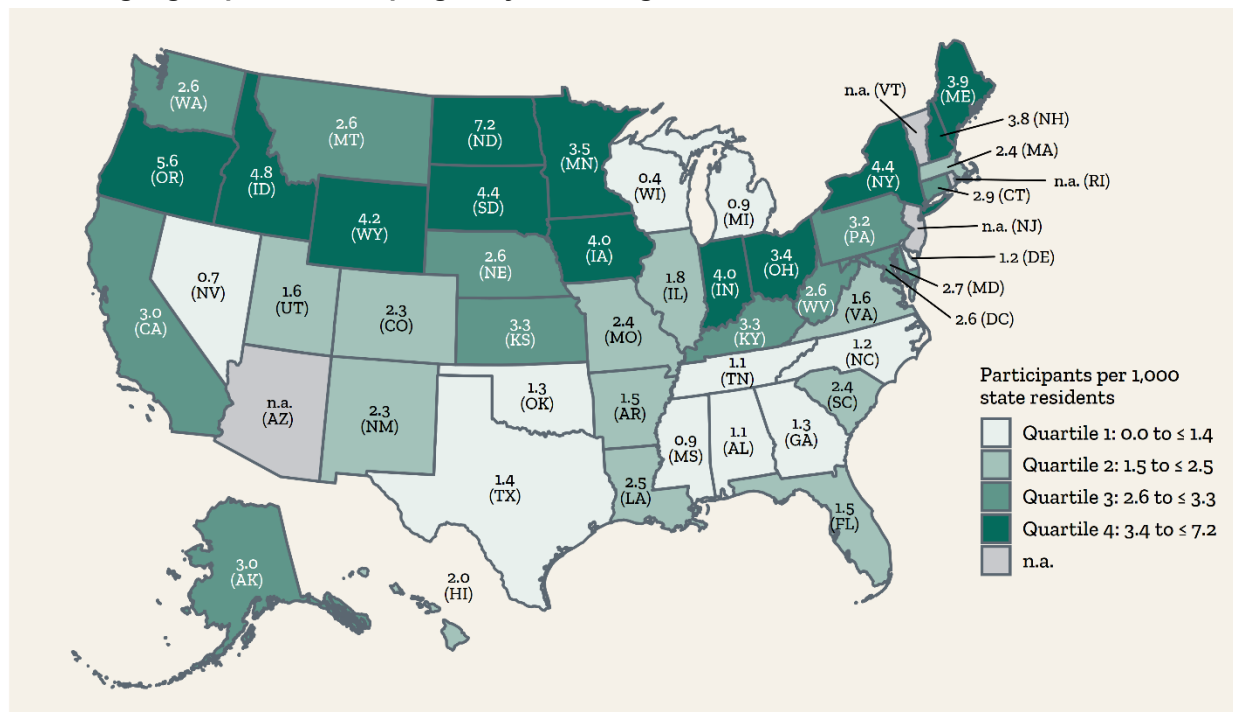 2.6
(WA)
2.6
(MT)
7.2
(ND)
3.5
(MN)
n.a. (VT)
3.9
(ME)
3.8 (NH)
2.4 (MA)
n.a. (RI)
2.9 (CT)
n.a. (NJ)
1.2 (DE)
2.7 (MD)
2.6 (DC)
5.6
(OR)
4.8
(ID)
4.2
(WY)
4.4
(SD)
0.4
(WI)
0.9
(MI)
4.4
(NY)
3.2
(PA)
0.7
(NV)
1.6
(UT)
2.3
(CO)
2.6
(NE)
4.0
(IA)
1.8
(IL)
4.0
(IN)
3.4
(OH)
2.6
(WV)
1.6
(VA)
3.0
(CA)
3.3
(KS)
2.4
(MO)
3.3
(KY)
1.2
(NC)
1.1
(TN)
2.4
(SC)
n.a.
(AZ)
2.3
(NM)
1.3
(OK)
1.5
(AR)
0.9
(MS)
1.1
(AL)
1.3
(GA)
1.4
(TX)
2.5
(LA)
1.5
(FL)
3.0
(AK)
2.0
(HI)
Participants per 1,000
state residents
Quartile 1: 0.0 to ≤ 1.4
Quartile 2: 1.5 to ≤ 2.5
Quartile 3: 2.6 to ≤ 3.3
Quartile 4: 3.4 to ≤ 7.2
n.a.